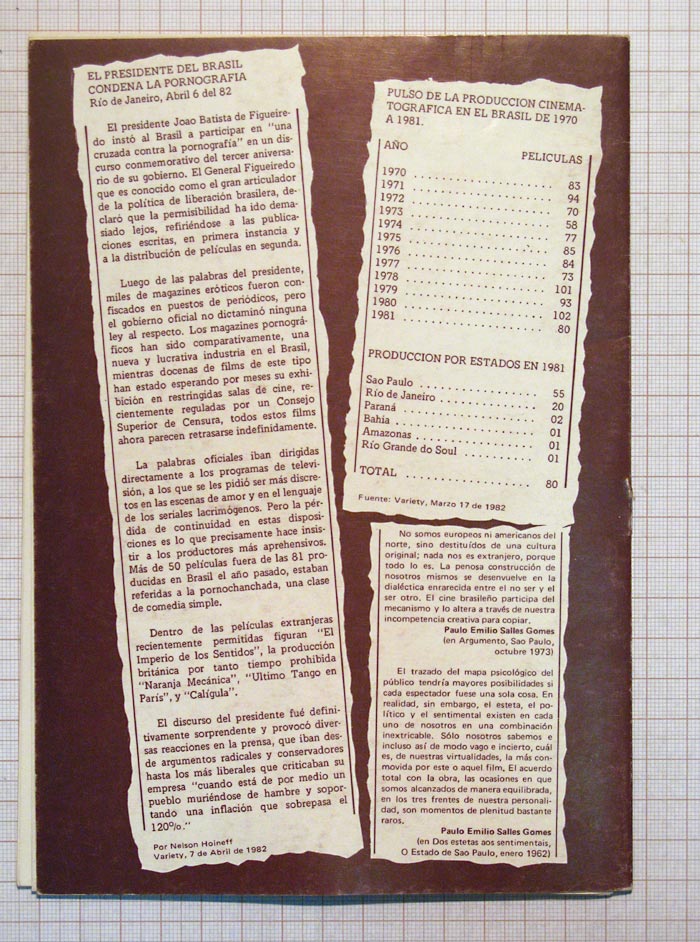 EL PRESIDENTE DEL BRASIL
CONDENA LA PORNOGRAFIA
Río de Janeiro, Abril 6 del 82
El presidente Joao Batista de Figueire-
do instó al Brasil a participar en "una
cruzada contra la pornografía" en un dis-
curso conmemorativo del tercer aniversa-
rio de su gobierno. El General Figueiredo
que es conocido como el gran articulador
de la política de liberación brasilera, de-
claró que la permisibilidad ha ido dema-
siado lejos, refiriéndose a las publica-
ciones escritas, en primera instancia y
a la distribución de películas en segunda.
Luego de las palabras del presidente,
miles de magazines eróticos fueron con-
fiscados en puestos de periódicos, pero
el gobierno oficial no dictaminó ninguna
ley al respecto. Los magazines pornográ-
ficos han sido comparativamente, una
nueva y lucrativa industria en el Brasil,
mientras docenas de films de este tipo
han estado esperando por meses su exhi-
bición en restringidas salas de cine, re-
cientemente reguladas por un Consejo
Superior de Censura, todos estos films
ahora parecen retrasarse indefinidamente.
La palabras oficiales iban dirigidas
directamente a los programas de televi-
sión, a los que se les pidió ser más discre-
tos en las escenas de amor y en el lenguaje
de los seriales lacrimógenos. Pero la pér-
dida de continuidad en estas disposi-
ciones es lo que precisamente hace insis-
tir a los productores más aprehensivos.
Más de 50 películas fuera de las 81 pro-
ducidas en Brasil el año pasado, estaban
referidas a la pornochanchada, una clase
de comedia simple.
Dentro de las películas extranjeras
recientemente permitidas figuran "El
Imperio de los Sentidos", la producción
británica por tanto tiempo prohibida
"Naranja Mecánica", "Ultimo Tango en
París", y "Calígula".
El discurso del presidente fué defini-
tivamente sorprendente y provocó diver-
sas reacciones en la prensa, que iban des-
de argumentos radicales y conservadores
hasta los más liberales que criticaban su
empresa "cuando está de por medio un
pueblo muriéndose de hambre y sopor-
tando una inflación que sobrepasa el
120%."
Por Nelson Hoineff
Variety, 7 de Abril de 1982
PULSO DE LA PRODUCCION CINEMA-
TOGRAFICA EN EL BRASIL DE 1970
A 1981.
AÑO PELICULAS
1970 .................. 83
1971 .................. 94
1972 .................. 70
1973 .................. 58
1974 .................. 77
1975 .................. 85
1976 .................. 84
1977 .................. 73
1978 .................. 101
1979 .................. 93
1980 .................. 102
1981 .................. 80
PRODUCCION POR ESTADOS EN 1981
Sao Paulo .................. 55
Río de Janeiro .................. 20
Paraná .................. 02
Bahia .................. 01
Amazonas .................. 01
Río Grande do Soul .................. 01
TOTAL .................. 80
Fuente: Variety, Marzo 17 de 1982
No somos europeos ni americanos del
norte, sino destituídos de una cultura
original; nada nos es extranjero, porque
todo lo es. La penosa construcción de
nosotros mismos se desenvuelve en la
dialéctica enrarecida entre el no ser y el
ser otro. El cine brasileño participa del
mecanismo y lo altera a través de nuestra
incompetencia creativa para copiar.
Paulo Emilio Salles Gomes
(en Argumento, Sao Paulo,
octubre 1973)
El trazado del mapa psicológico del
público tendría mayores posibilidades si
cada espectador fuese una sola cosa. En
realidad, sin embargo, el esteta, el po-
lítico y el sentimental existen en cada
uno de nosotros en una combinación
inextricable. Sólo nosotros sabemos e
incluso así de modo vago e incierto, cuál
es, de nuestras virtualidades, la más con-
movida por este o aquel film. El acuerdo
total con la obra, las ocasiones en que
somos alcanzados de manera equilibrada,
en los tres frentes de nuestra personali-
dad, son momentos de plenitud bastante
raros.
Paulo Emilio Salles Gomes
(en Dos estetas aos sentimentais,
O Estado de Sao Paulo, enero 1962)